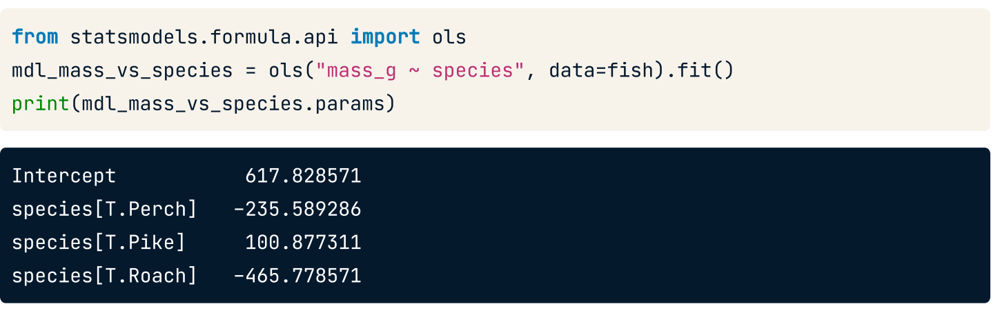 from statsmodels.formula.api import ols
mdl_mass_vs_species = ols("mass_g ~ species", data=fish).fit()
print(mdl_mass_vs_species.params)
Intercept           617.828571
species[T.Perch]   -235.589286
species[T.Pike]     100.877311
species[T.Roach]   -465.778571